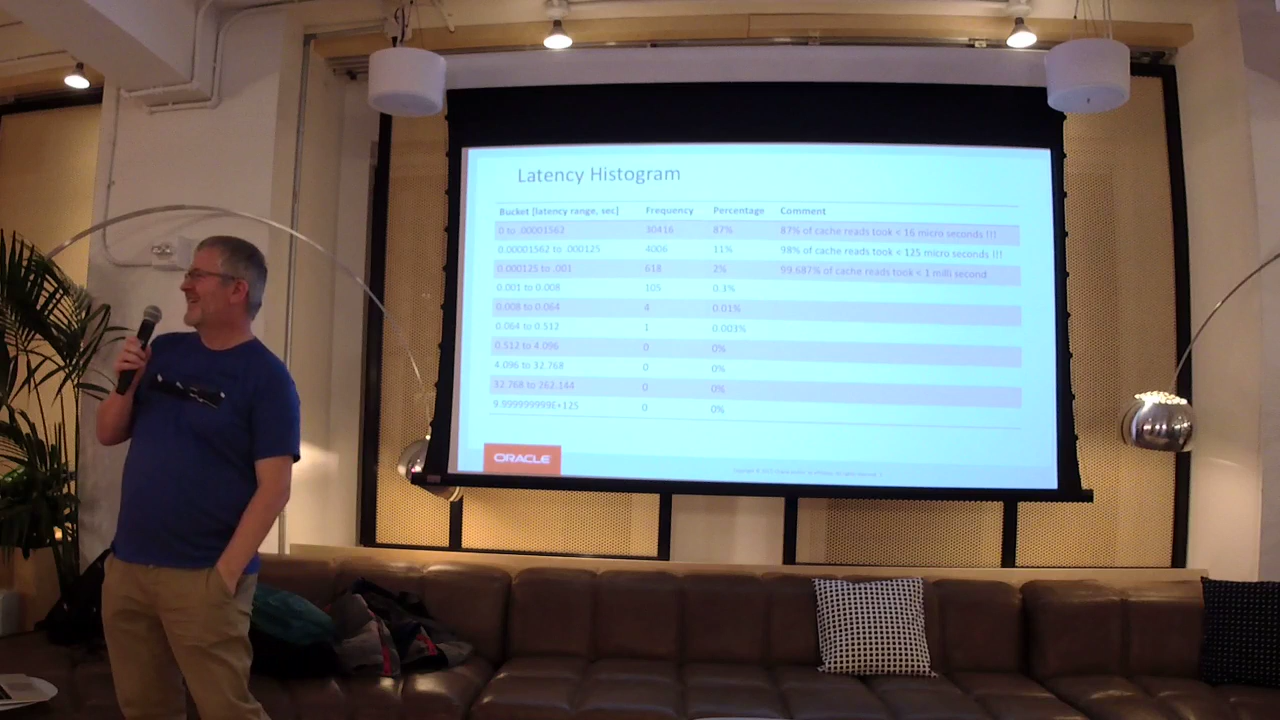 Latency Histogram
Bucket [latency range, sec] Frequency Percentage Comment
0 to .00001562 30416 87% 87% of cache reads took < 16 micro seconds !!!
0.00001562 to .000125 4006 11% 98% of cache reads took < 125 micro seconds !!!
0.000125 to .001 618 2% 99.687% of cache reads took < 1 milli second
0.001 to 0.008 105 0.3%
0.008 to 0.064 4 0.01%
0.064 to 0.512 1 0.003%
0.512 to 4.096 0 0%
4.096 to 32.768 0 0%
32.768 to 262.144 0 0%
9.999999999E+125 0 0%
ORACLE